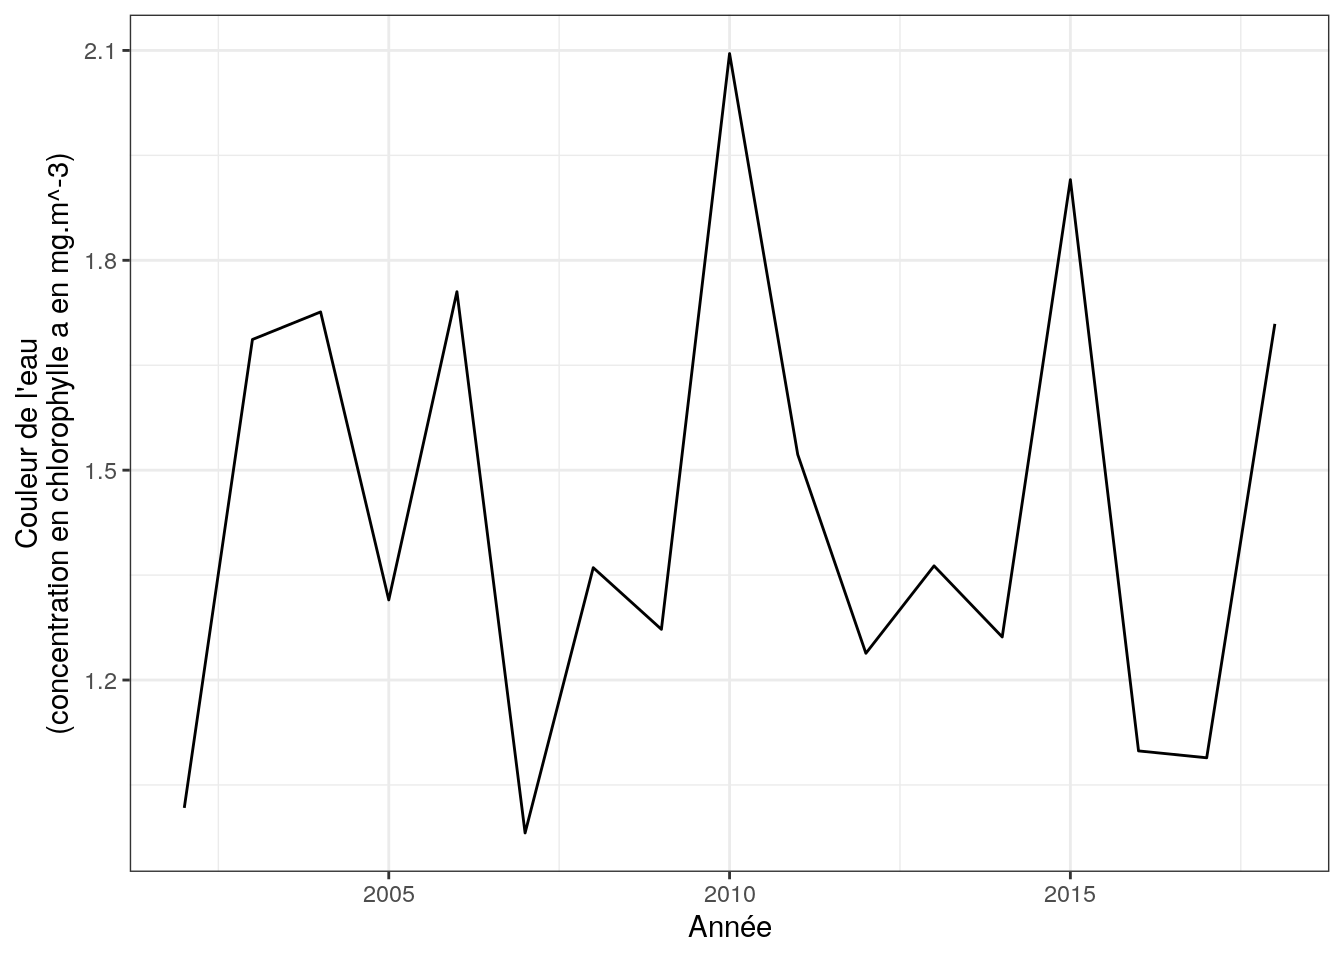 Couleur de l'eau
(concentration en chlorophylle a en mg.m^-3)
2.1
1.8
1.5
1.2
2005
2010
2015
Année